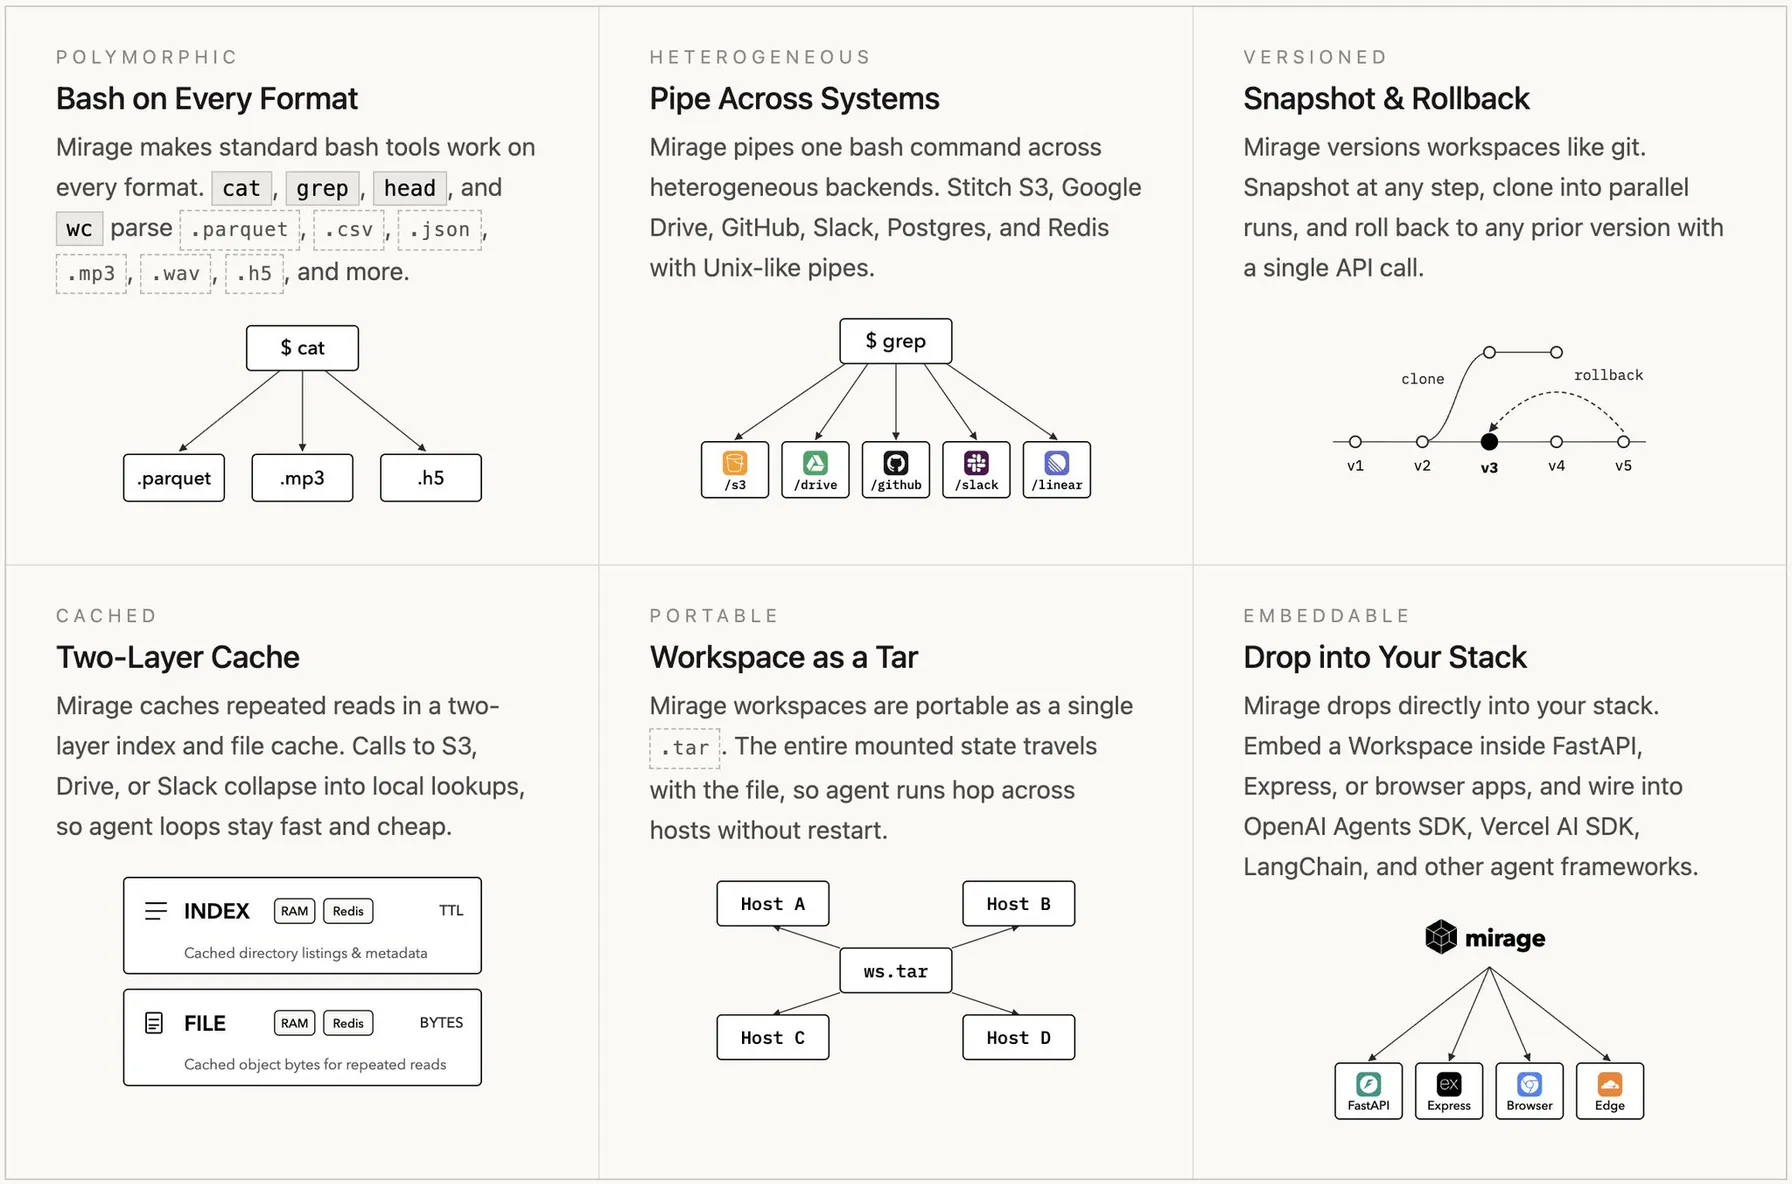 POLYMORPHIC
Bash on Every Format
Mirage makes standard bash tools work on
every format. cat, grep, head, and
wc parse .parquet, .csv, .json,
.mp3, .wav, .h5, and more.
$ cat
.parquet
.mp3
.h5
HETEROGENEOUS
Pipe Across Systems
Mirage pipes one bash command across
heterogeneous backends. Stitch S3, Google
Drive, GitHub, Slack, Postgres, and Redis
with Unix-like pipes.
$ grep
/s3
/drive
/github
/slack
/linear
VERSIONED
Snapshot & Rollback
Mirage versions workspaces like git.
Snapshot at any step, clone into parallel
runs, and roll back to any prior version with
a single API call.
clone
rollback
v1
v2
v3
v4
v5
CACHED
Two-Layer Cache
Mirage caches repeated reads in a two-
layer index and file cache. Calls to S3,
Drive, or Slack collapse into local lookups,
so agent loops stay fast and cheap.
INDEX RAM Redis TTL
Cached directory listings & metadata
FILE RAM Redis BYTES
Cached object bytes for repeated reads
PORTABLE
Workspace as a Tar
Mirage workspaces are portable as a single
.tar. The entire mounted state travels
with the file, so agent runs hop across
hosts without restart.
Host A
Host B
ws.tar
Host C
Host D
EMBEDDABLE
Drop into Your Stack
Mirage drops directly into your stack.
Embed a Workspace inside FastAPI,
Express, or browser apps, and wire into
OpenAI Agents SDK, Vercel AI SDK,
LangChain, and other agent frameworks.
mirage
FastAPI
ex
Express
Browser
Edge